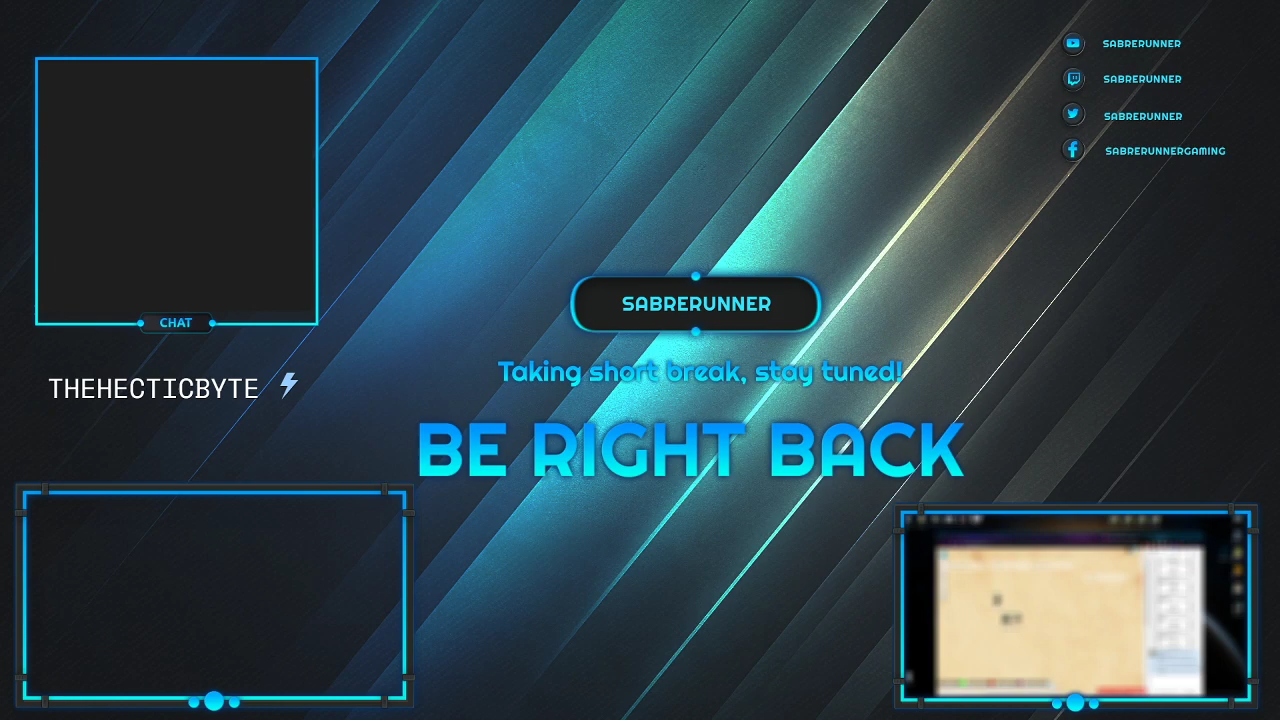 SABRERUNNER
SABRERUNNER
SABRERUNNER
SABRERUNNERGAMING
CHAT
THEHECTICBYTE
SABRERUNNER
Taking short break, stay tuned!
BE RIGHT BACK